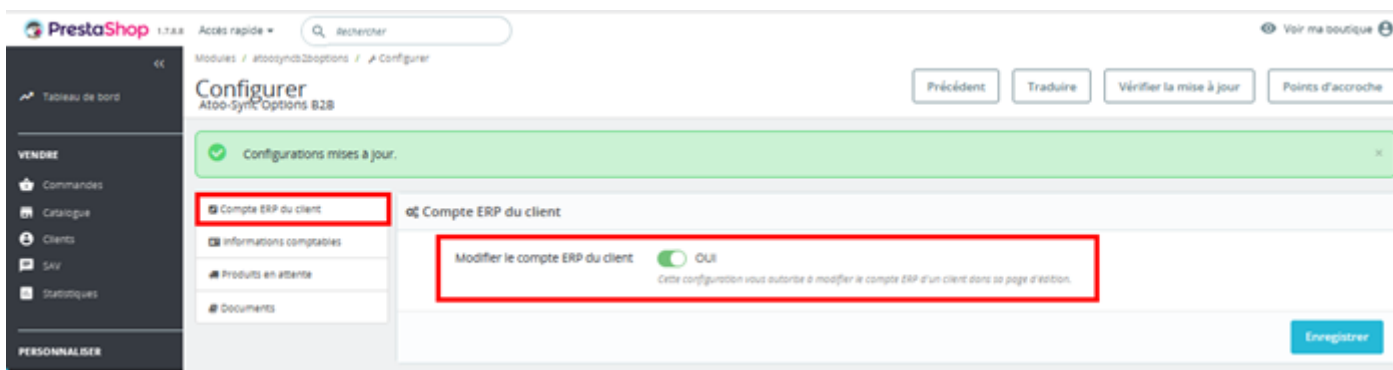 PrestaShop 1.7.8.8 Accès rapide Rechercher Voir ma boutique
Modules / atoosyncb2boptions / Configurer
Configurer
Atoo-Sync Options B2B
Précédent Traduire Vérifier la mise à jour Points d'accroche
Tableau de bord
VENDRE
Configurations mises à jour.
Commandes
Catalogue
Clients
SAV
Statistiques
PERSONNALISER
Compte ERP du client
Informations comptables
Produits en attente
Documents
Compte ERP du client
Modifier le compte ERP du client OUI
Cette configuration vous autorise à modifier le compte ERP d'un client dans sa page d'édition.
Enregistrer